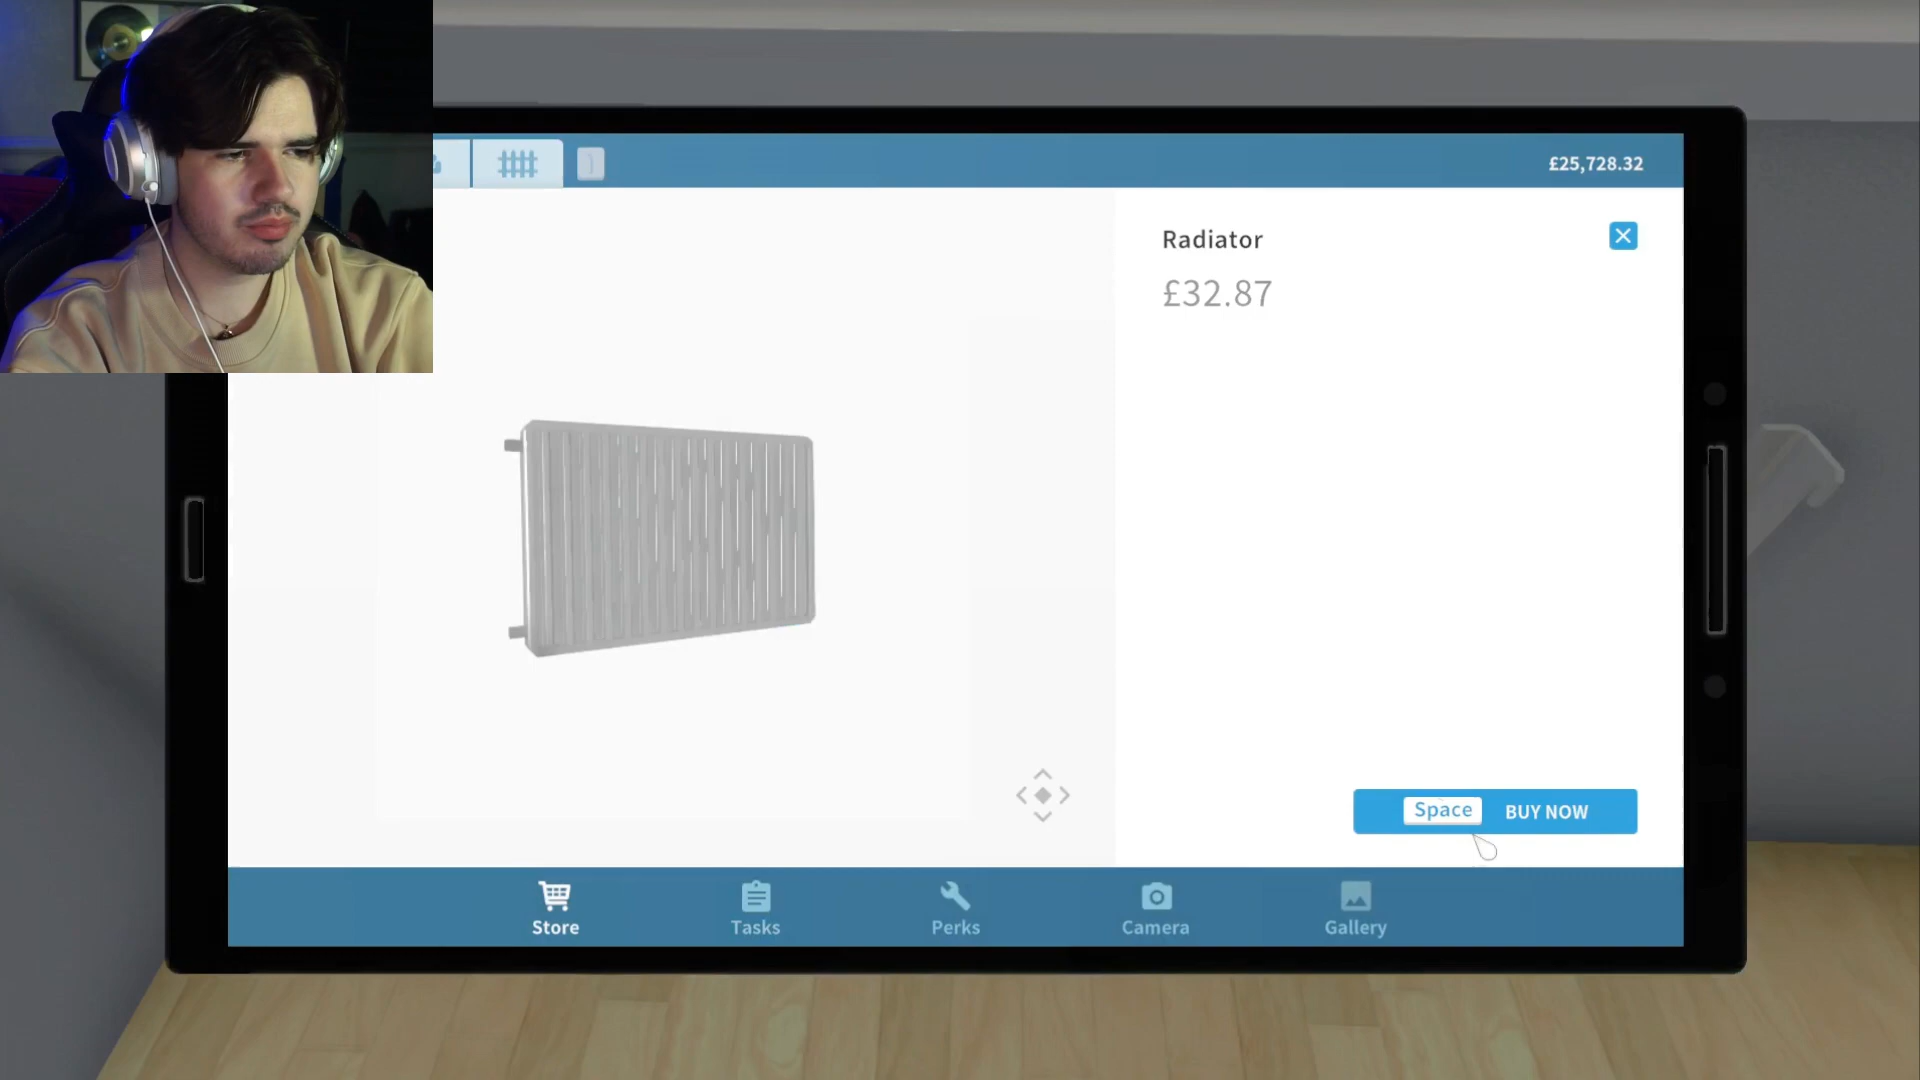 £25,728.32
Radiator
£32.87
Space BUY NOW
Store Tasks Perks Camera Gallery